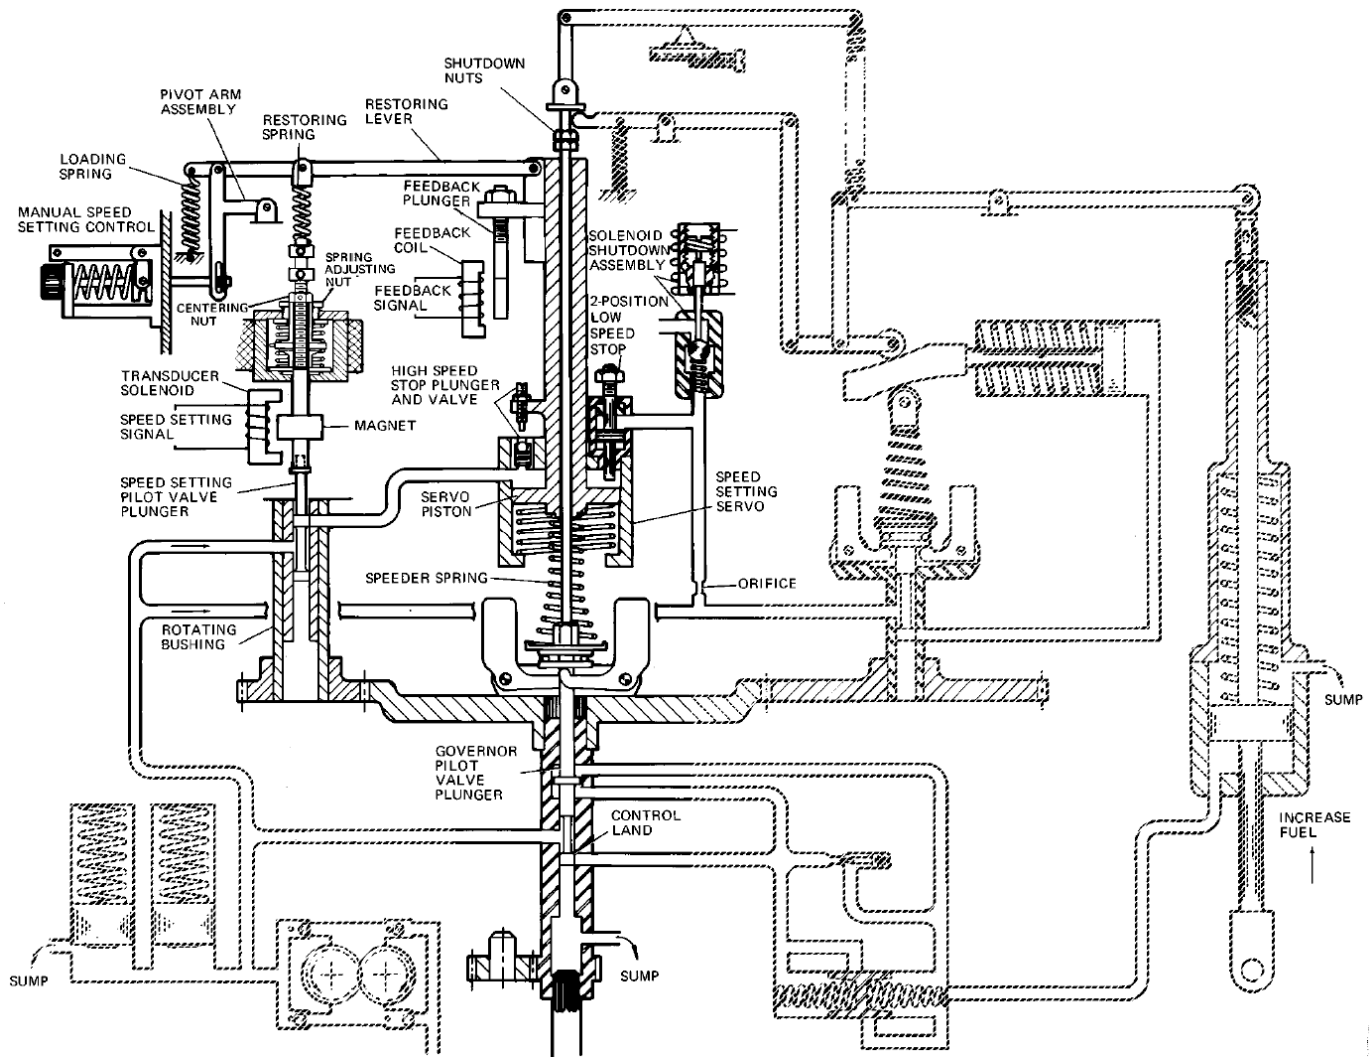 SHUTDOWN
NUTS
PIVOT ARM
ASSEMBLY
RESTORING
SPRING
RESTORING
LEVER
LOADING
SPRING
FEEDBACK
PLUNGER
MANUAL SPEED
SETTING CONTROL
FEEDBACK
COIL
SOLENOID
SHUTDOWN
ASSEMBLY
SPRING
ADJUSTING
NUT
CENTERING
NUT
FEEDBACK
SIGNAL
2-POSITION
LOW
SPEED
STOP
TRANSDUCER
SOLENOID
HIGH SPEED
STOP PLUNGER
AND VALVE
SPEED SETTING
SIGNAL
MAGNET
SPEED SETTING
PILOT VALVE
PLUNGER
SERVO
PISTON
SPEED
SETTING
SERVO
SPEEDER SPRING
ORIFICE
ROTATING
BUSHING
SUMP
GOVERNOR
PILOT
VALVE
PLUNGER
CONTROL
LAND
INCREASE
FUEL
SUMP
SUMP